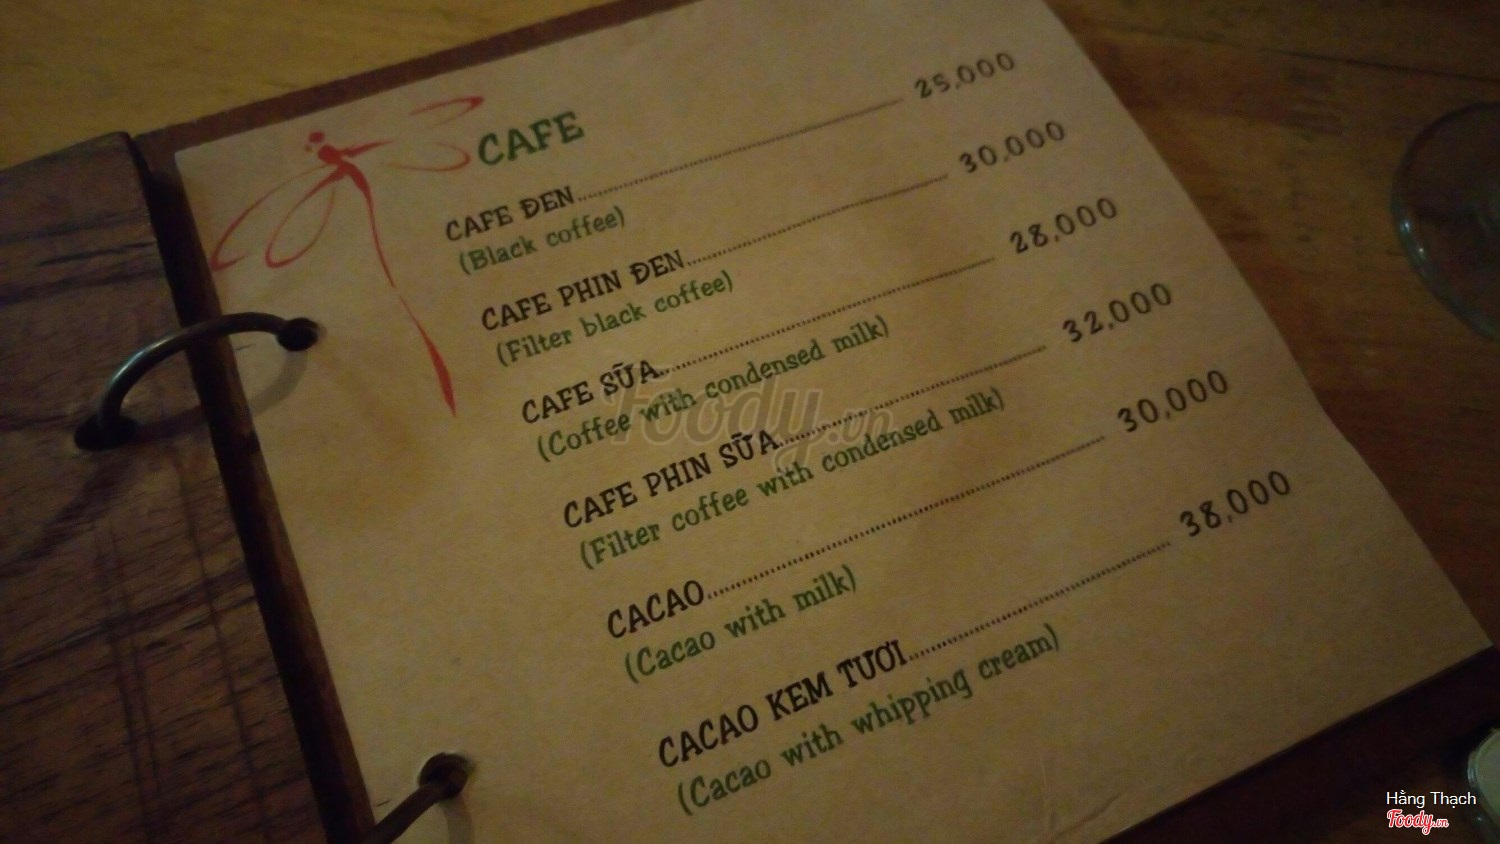 CAFE
CAFE ĐEN 25,000
(Black coffee)
CAFE PHIN ĐEN 30,000
(Filter black coffee)
CAFE SỮA 28,000
(Coffee with condensed milk)
CAFE PHIN SỮA 32,000
(Filter coffee with condensed milk)
CACAO 30,000
(Cacao with milk)
CACAO KEM TƯƠI 38,000
(Cacao with whipping cream)
Foody.vn
Hằng Thạch
Foody.vn